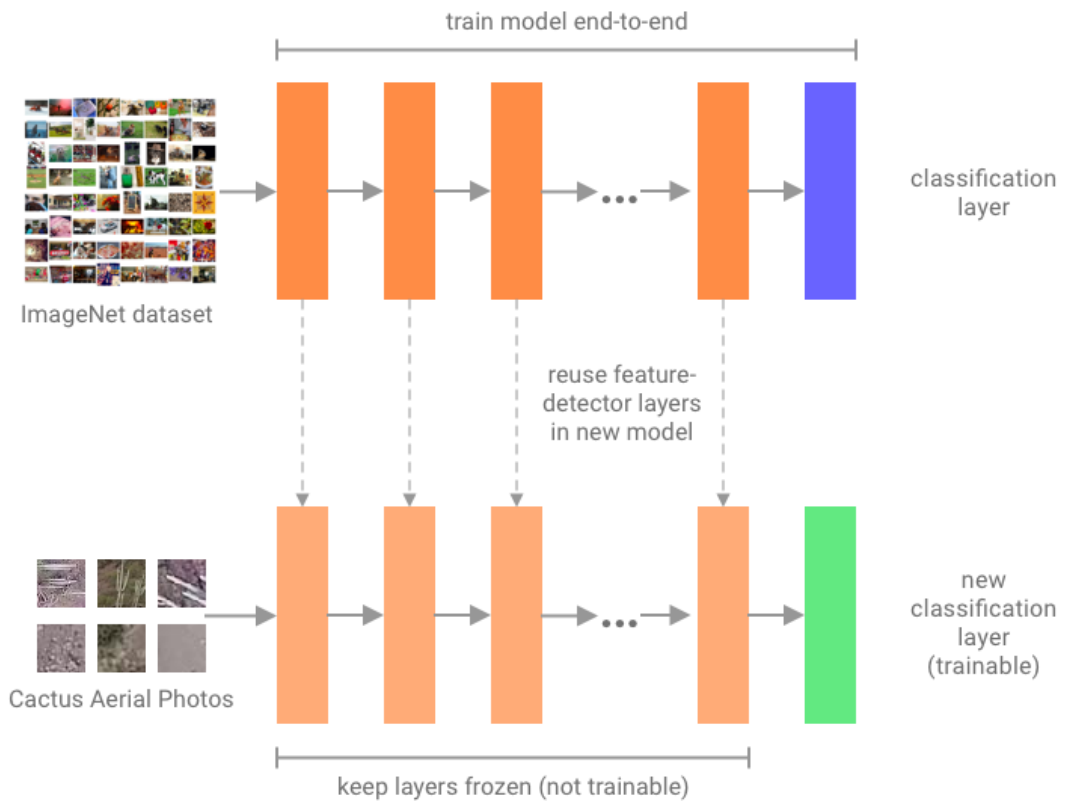 train model end-to-end
classification
layer
ImageNet dataset
reuse feature-
detector layers
in new model
new
classification
layer
(trainable)
Cactus Aerial Photos
keep layers frozen (not trainable)